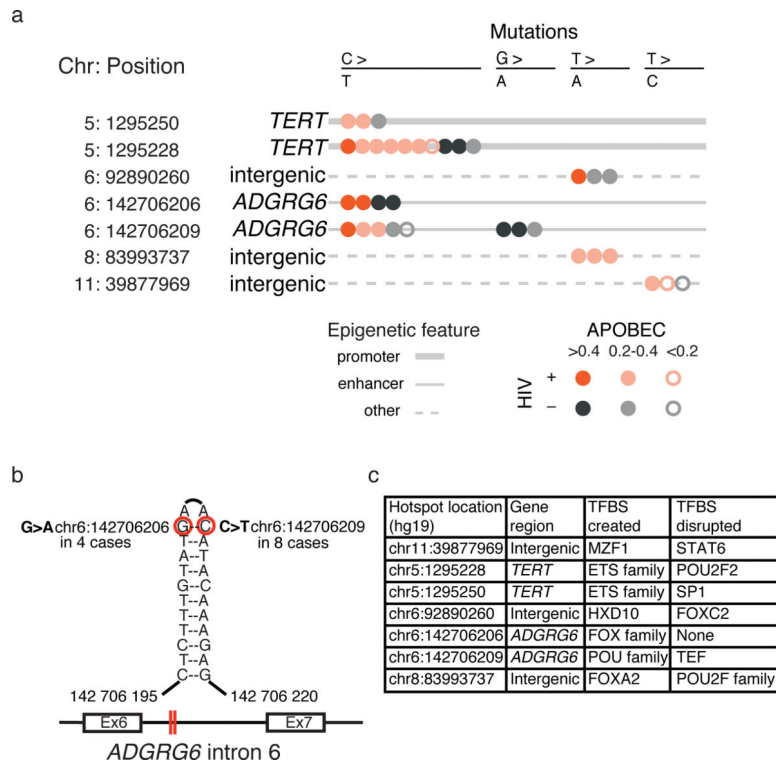 a
Mutations
C > G > T > T >
T A A C
Chr: Position
5: 1295250 TERT
5: 1295228 TERT
6: 92890260 intergenic
6: 142706206 ADGRG6
6: 142706209 ADGRG6
8: 83993737 intergenic
11: 39877969 intergenic
Epigenetic feature
promoter
enhancer
other
APOBEC
>0.4 0.2-0.4 <0.2
HIV
+
–
b
A A
G>A chr6:142706206 G--C C>T chr6:142706209
in 4 cases T--A in 8 cases
A--T
T--A
G--C
T--A
T--A
T--A
C--G
T--A
C--G
142 706 195 142 706 220
Ex6 Ex7
ADGRG6 intron 6
c
Hotspot location (hg19) Gene region TFBS created TFBS disrupted
chr11:39877969 Intergenic MZF1 STAT6
chr5:1295228 TERT ETS family POU2F2
chr5:1295250 TERT ETS family SP1
chr6:92890260 Intergenic HXD10 FOXC2
chr6:142706206 ADGRG6 FOX family None
chr6:142706209 ADGRG6 POU family TEF
chr8:83993737 Intergenic FOXA2 POU2F family